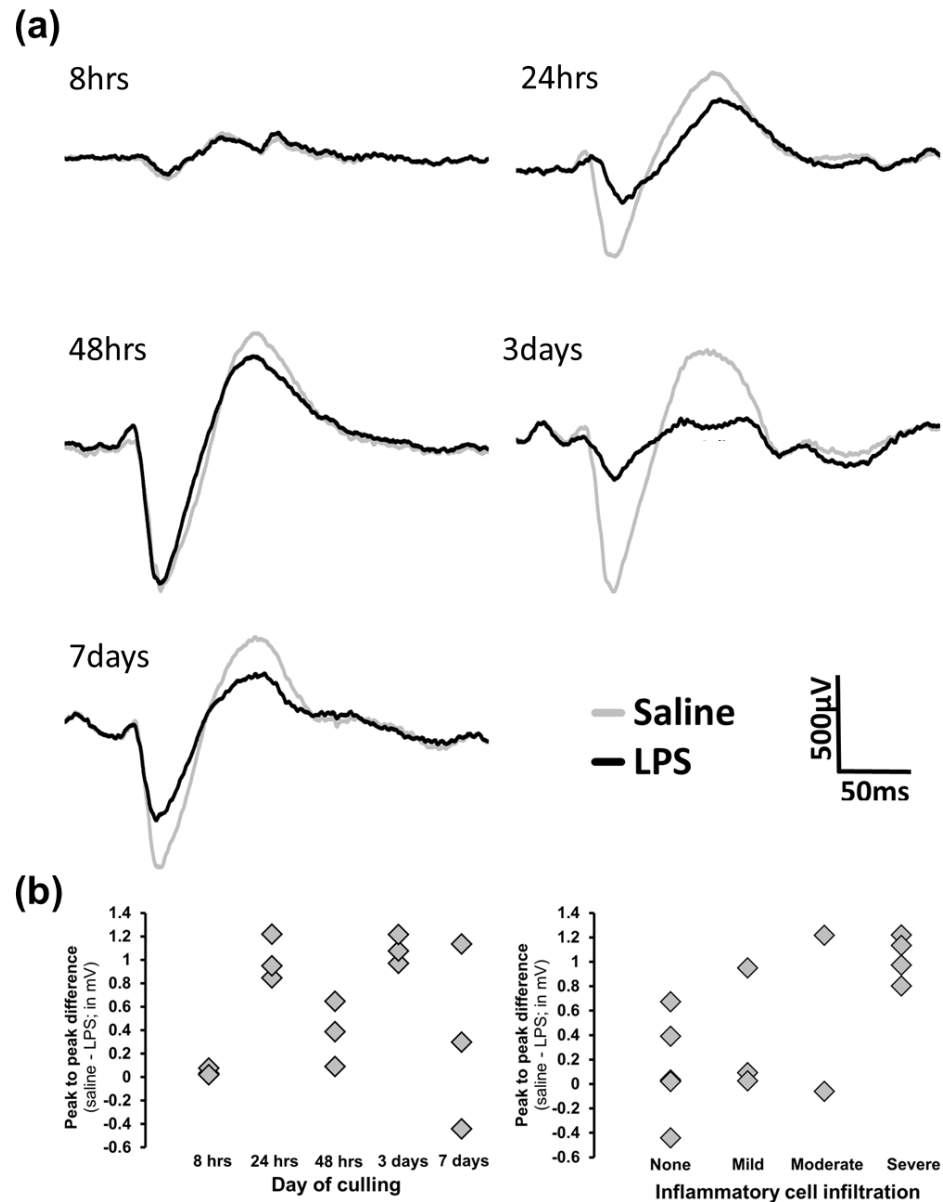 (a)
8hrs
24hrs
48hrs
3days
7days
Saline
LPS
500µV
50ms
(b)
Peak to peak difference
(saline - LPS; in mV)
1.4
1.2
1
0.8
0.6
0.4
0.2
0
-0.2
-0.4
-0.6
8 hrs 24 hrs 48 hrs 3 days 7 days
Day of culling
Peak to peak difference
(saline - LPS; in mV)
1.4
1.2
1
0.8
0.6
0.4
0.2
0
-0.2
-0.4
-0.6
None Mild Moderate Severe
Inflammatory cell infiltration